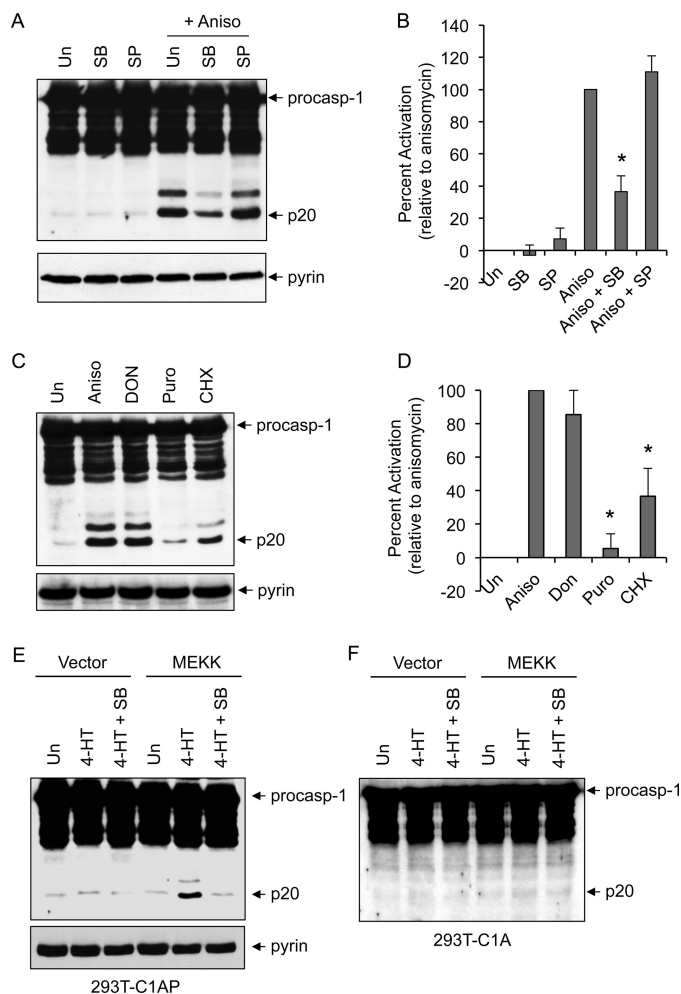 A
+ Aniso
Un SB SP Un SB SP
procasp-1
p20
pyrin
B
Percent Activation
(relative to anisomycin)
140
120
100
80
60
40
20
0
-20
*
Un SB SP Aniso Aniso + SB Aniso + SP
C
Un Aniso DON Puro CHX
procasp-1
p20
pyrin
D
Percent Activation
(relative to anisomycin)
100
80
60
40
20
0
-20
* *
Un Aniso Don Puro CHX
E
Vector MEKK
Un 4-HT 4-HT + SB Un 4-HT 4-HT + SB
procasp-1
p20
pyrin
293T-C1AP
F
Vector MEKK
Un 4-HT 4-HT + SB Un 4-HT 4-HT + SB
procasp-1
p20
293T-C1A